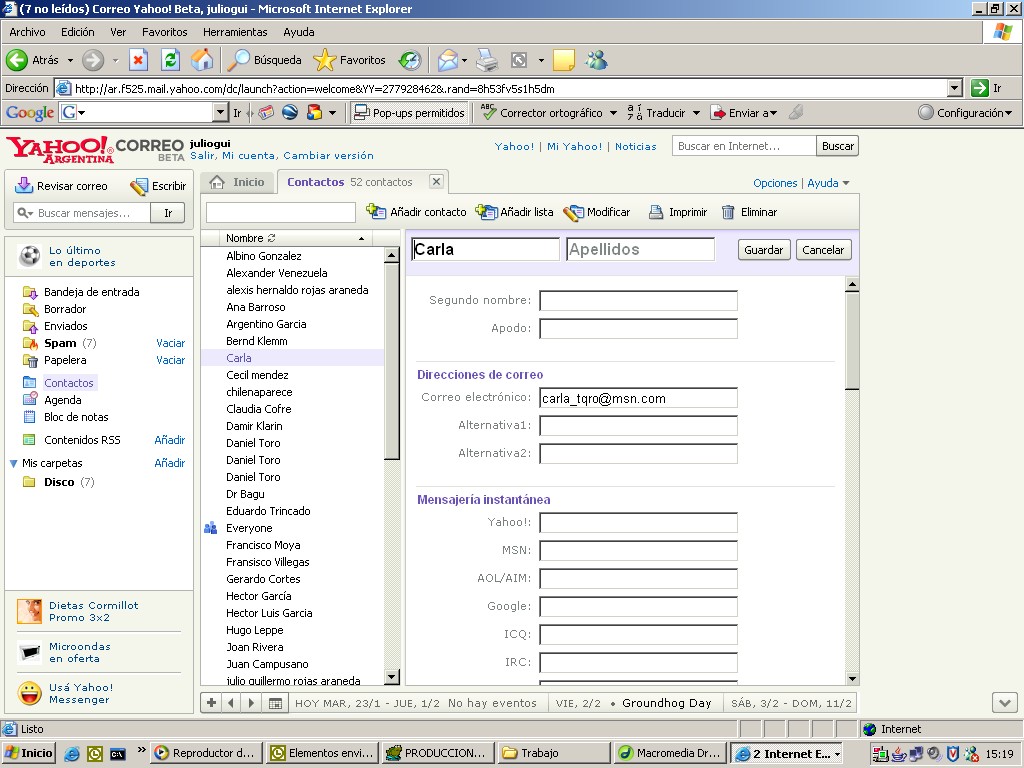 (7 no leídos) Correo Yahoo! Beta, juliogui - Microsoft Internet Explorer
Archivo Edición Ver Favoritos Herramientas Ayuda
Atrás Búsqueda Favoritos
Dirección http://ar.f525.mail.yahoo.com/dc/launch?action=welcome&YY=277928462&.rand=8h53fv5s1h5dm Ir
Google G Ir Pop-ups permitidos ABC Corrector ortográfico Traducir Enviar a Configuración
YAHOO! ARGENTINA CORREO BETA
juliogui
Salir, Mi cuenta, Cambiar versión
Yahoo! | Mi Yahoo! | Noticias
Buscar en Internet... Buscar
Revisar correo Escribir
Buscar mensajes... Ir
Inicio
Contactos 52 contactos
Opciones | Ayuda
Añadir contacto Añadir lista Modificar Imprimir Eliminar
Lo último
en deportes
Bandeja de entrada
Borrador
Enviados
Spam (7) Vaciar
Papelera Vaciar
Contactos
Agenda
Bloc de notas
Contenidos RSS Añadir
Mis carpetas Añadir
Disco (7)
Dietas Cormillot
Promo 3x2
Microondas
en oferta
Usá Yahoo!
Messenger
Nombre
Albino Gonzalez
Alexander Venezuela
alexis hernaldo rojas araneda
Ana Barroso
Argentino Garcia
Bernd Klemm
Carla
Cecil mendez
chilenaparece
Claudia Cofre
Damir Klarin
Daniel Toro
Daniel Toro
Daniel Toro
Dr Bagu
Eduardo Trincado
Everyone
Francisco Moya
Fransisco Villegas
Gerardo Cortes
Hector García
Hector Luis Garcia
Hugo Leppe
Joan Rivera
Juan Campusano
julio guillermo rojas araneda
Carla Apellidos Guardar Cancelar
Segundo nombre:
Apodo:
Direcciones de correo
Correo electrónico: carla_tqro@msn.com
Alternativa1:
Alternativa2:
Mensajería instantánea
Yahoo!:
MSN:
AOL/AIM:
Google:
ICQ:
IRC:
HOY MAR, 23/1 - JUE, 1/2 No hay eventos VIE, 2/2 • Groundhog Day SÁB, 3/2 - DOM, 11/2
Listo Internet
Inicio » Reproductor d... Elementos envi... PRODUCCION... Trabajo Macromedia Dr... 2 Internet E... 15:19